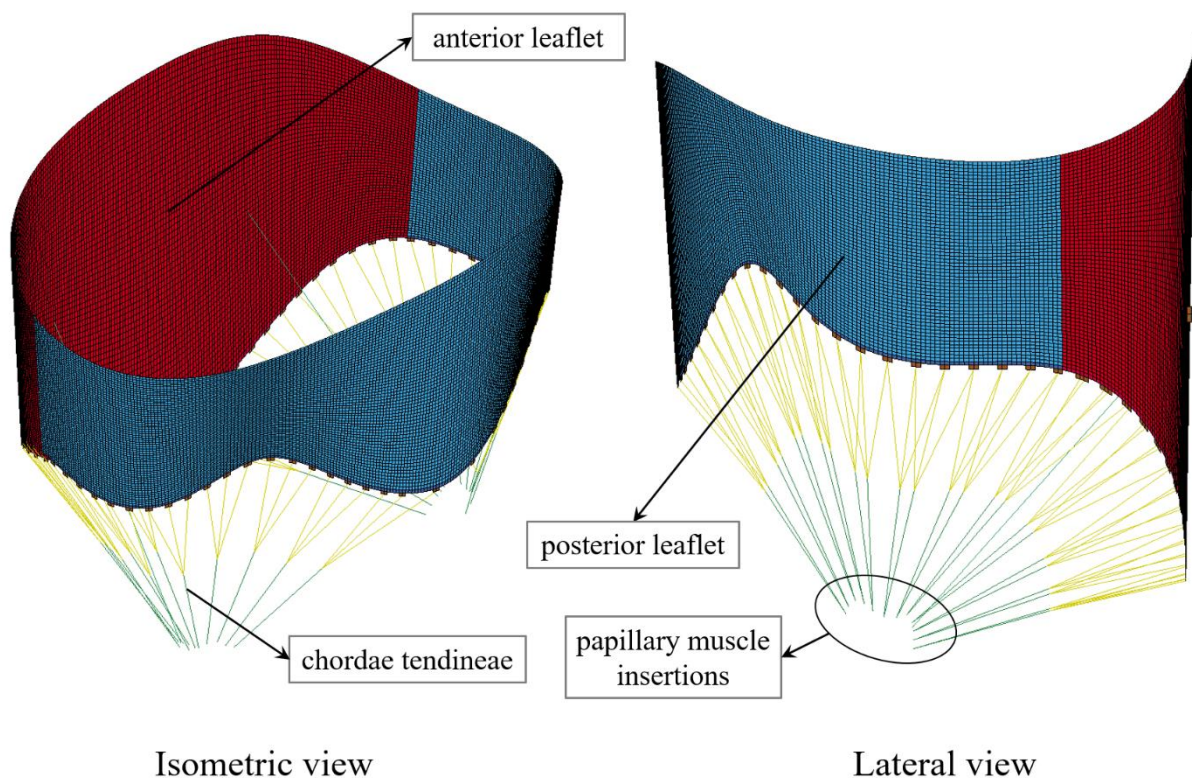 anterior leaflet
posterior leaflet
chordae tendineae
papillary muscle
insertions
Isometric view
Lateral view